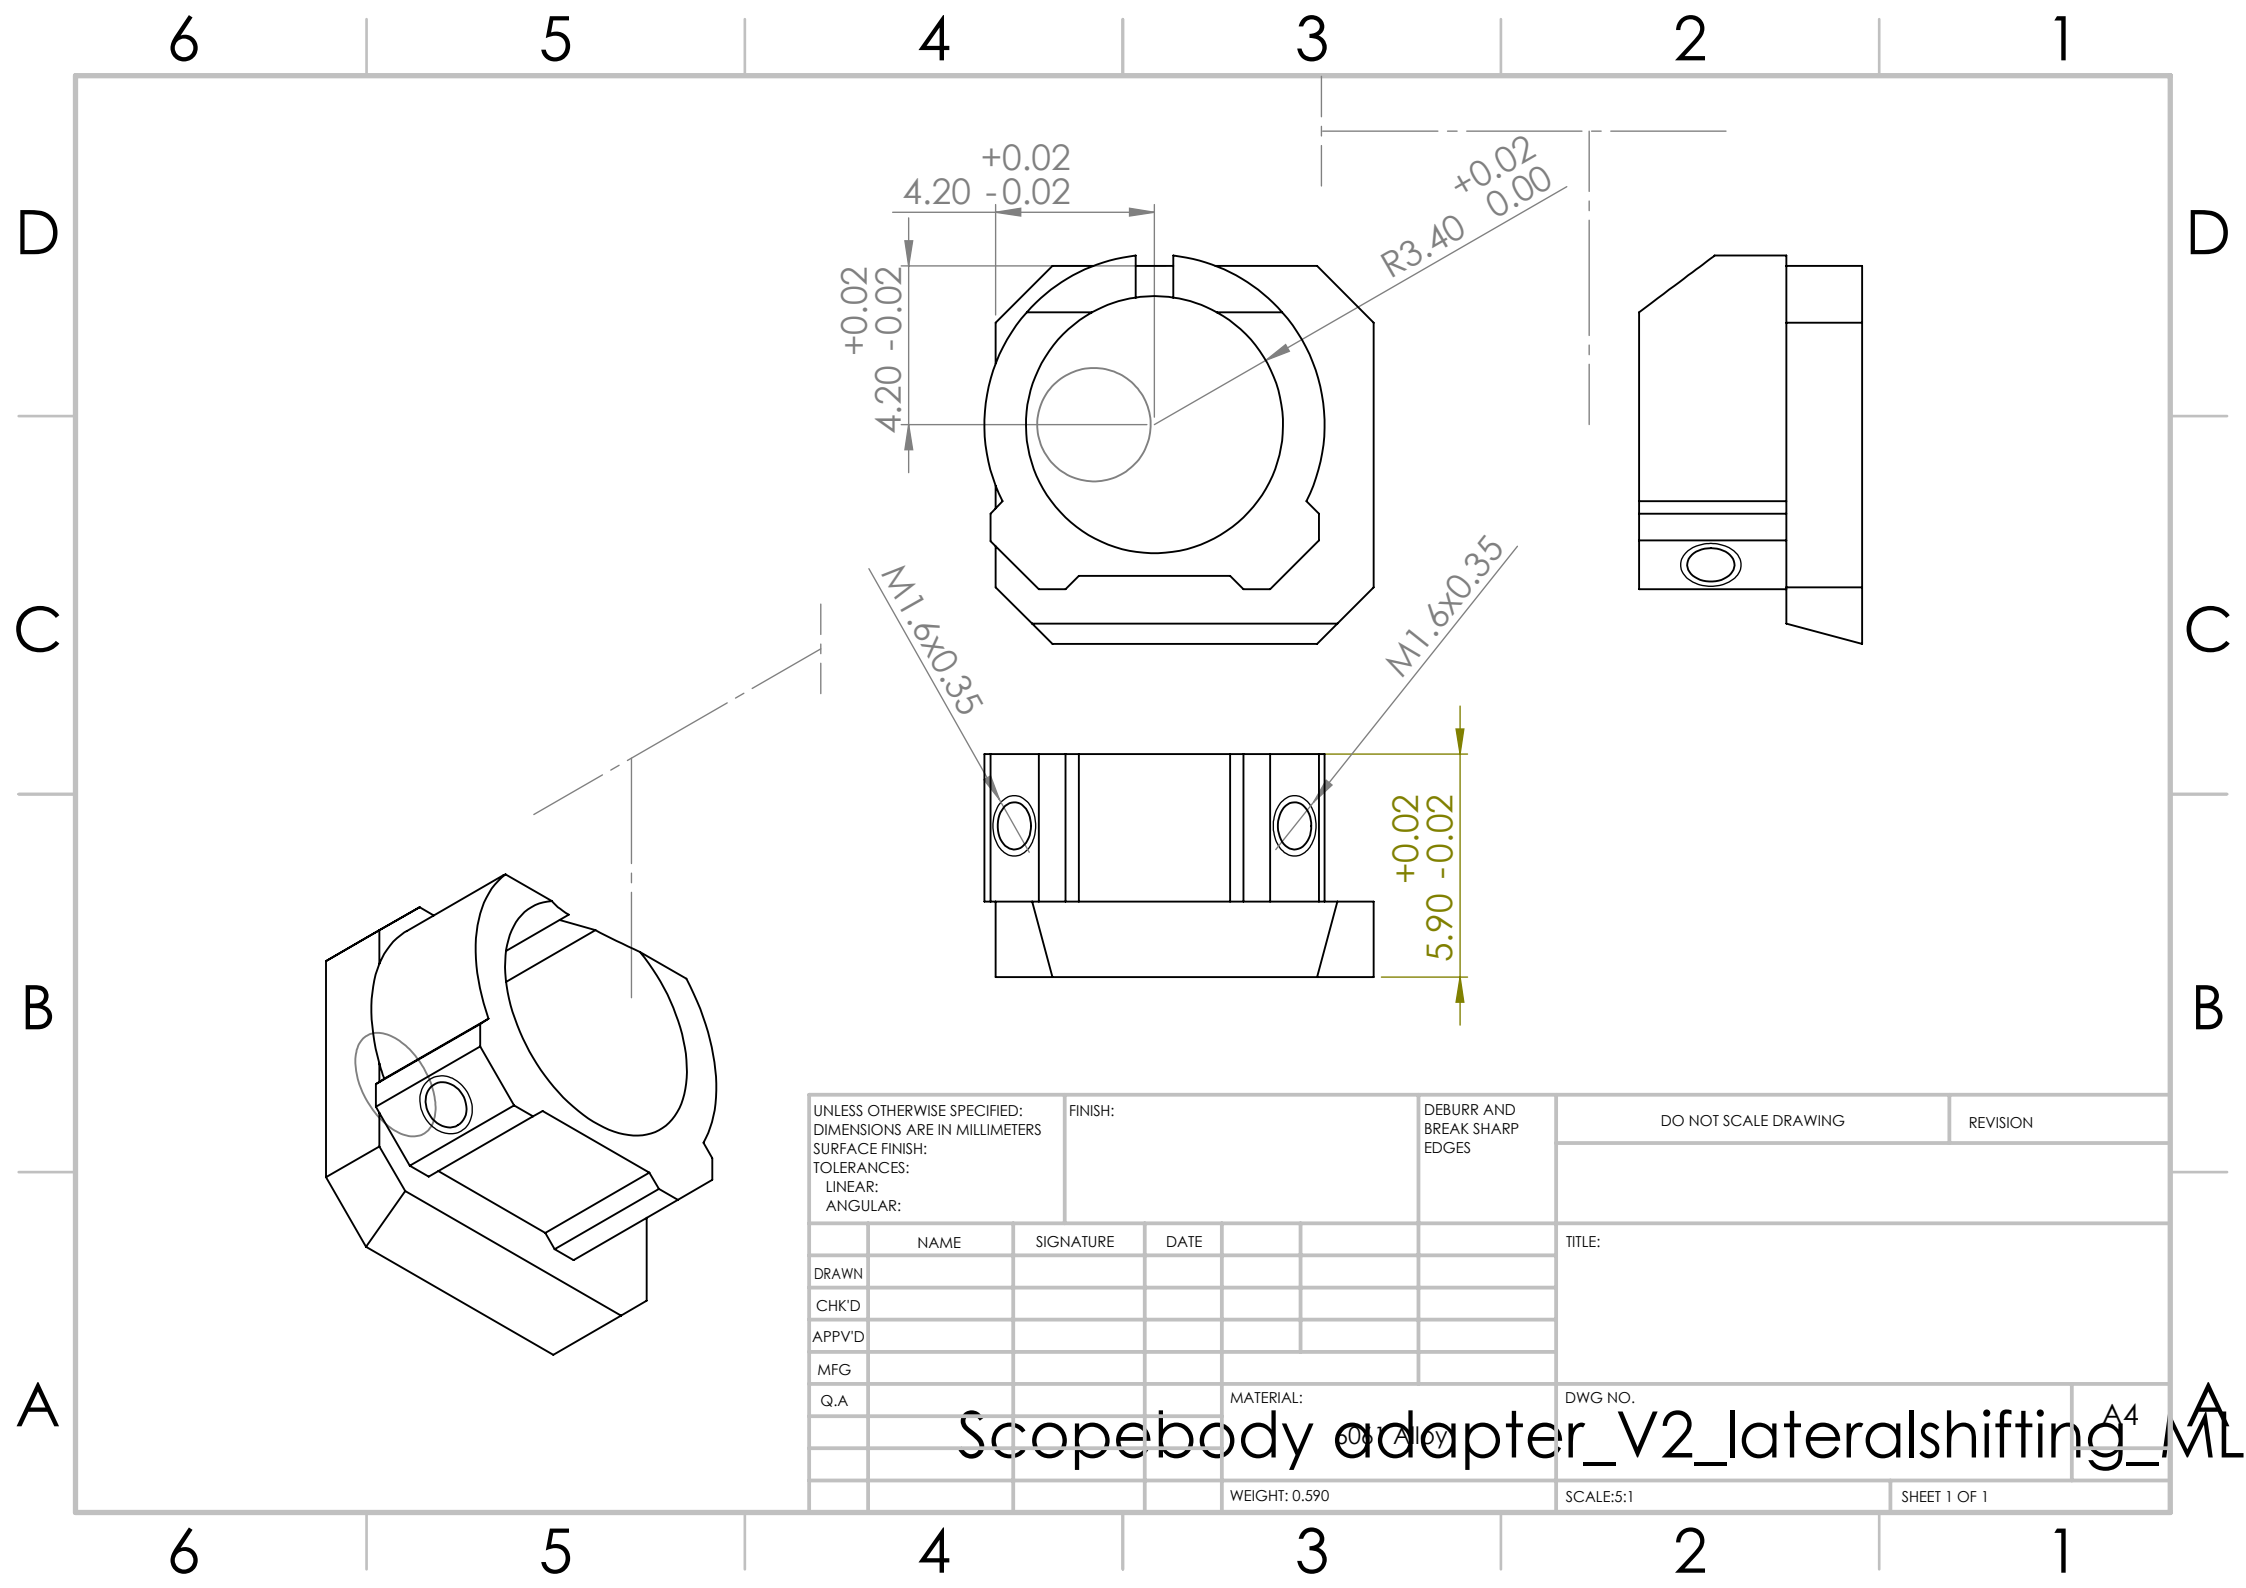 6 5 4 3 2 1
D D
C C
B B
A A
+0.02
4.20 -0.02
+0.02
4.20 -0.02
+0.02
R3.40 0.00
M1.6x0.35
M1.6x0.35
+0.02
5.90 -0.02
UNLESS OTHERWISE SPECIFIED:
DIMENSIONS ARE IN MILLIMETERS
SURFACE FINISH:
TOLERANCES:
LINEAR:
ANGULAR:
FINISH:
DEBURR AND
BREAK SHARP
EDGES
DO NOT SCALE DRAWING
REVISION
NAME SIGNATURE DATE
TITLE:
DRAWN
CHK'D
APPV'D
MFG
Q.A
MATERIAL:
6061 Alloy
DWG NO.
Scopebody adapter_V2_lateralshifting_ML
A4
WEIGHT: 0.590
SCALE:5:1
SHEET 1 OF 1
6 5 4 3 2 1